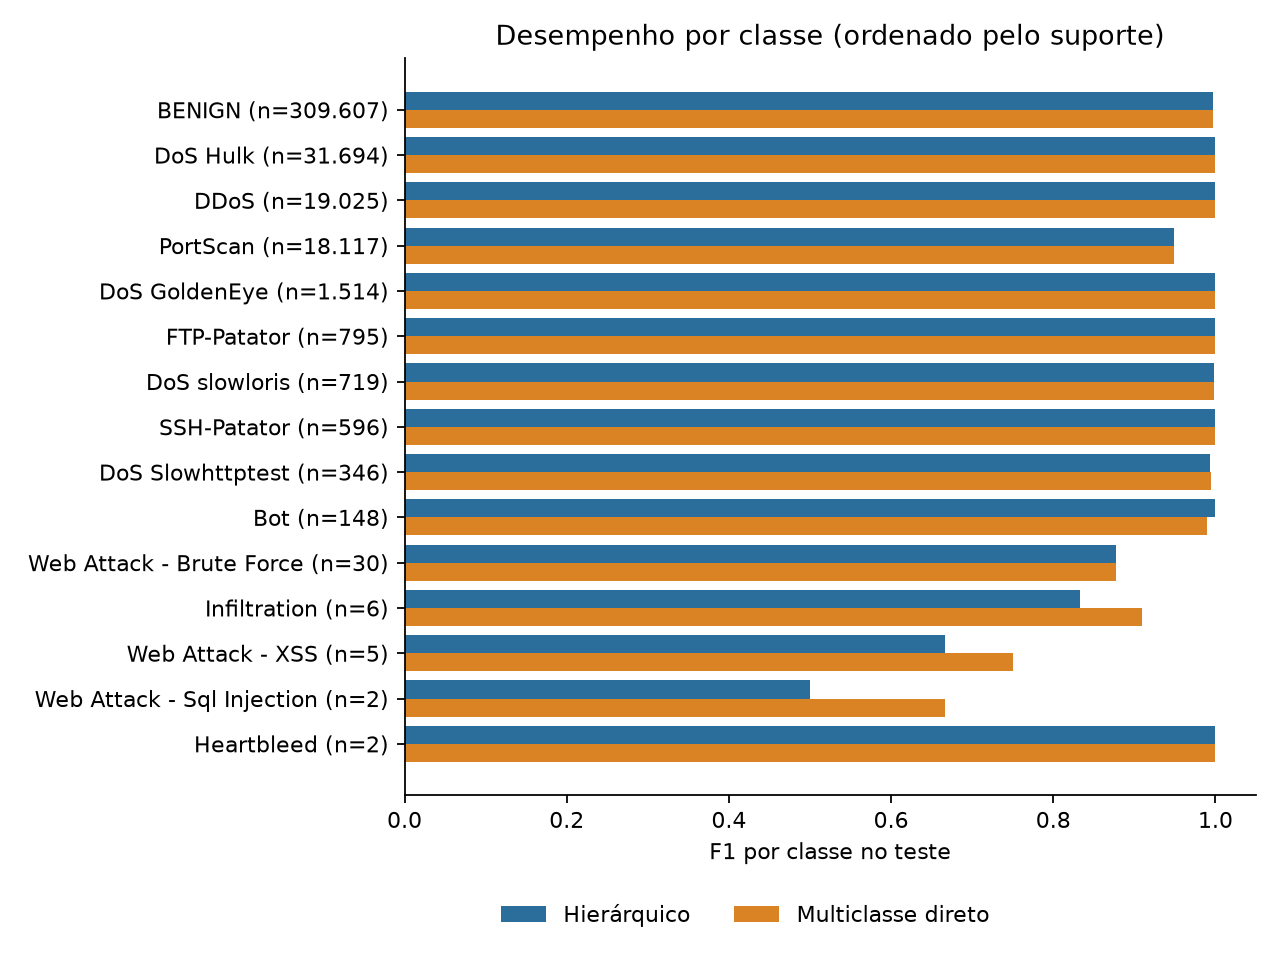 Desempenho por classe (ordenado pelo suporte)
BENIGN (n=309.607)
DoS Hulk (n=31.694)
DDoS (n=19.025)
PortScan (n=18.117)
DoS GoldenEye (n=1.514)
FTP-Patator (n=795)
DoS slowloris (n=719)
SSH-Patator (n=596)
DoS Slowhttptest (n=346)
Bot (n=148)
Web Attack - Brute Force (n=30)
Infiltration (n=6)
Web Attack - XSS (n=5)
Web Attack - Sql Injection (n=2)
Heartbleed (n=2)
0.0 0.2 0.4 0.6 0.8 1.0
F1 por classe no teste
Hierárquico Multiclasse direto